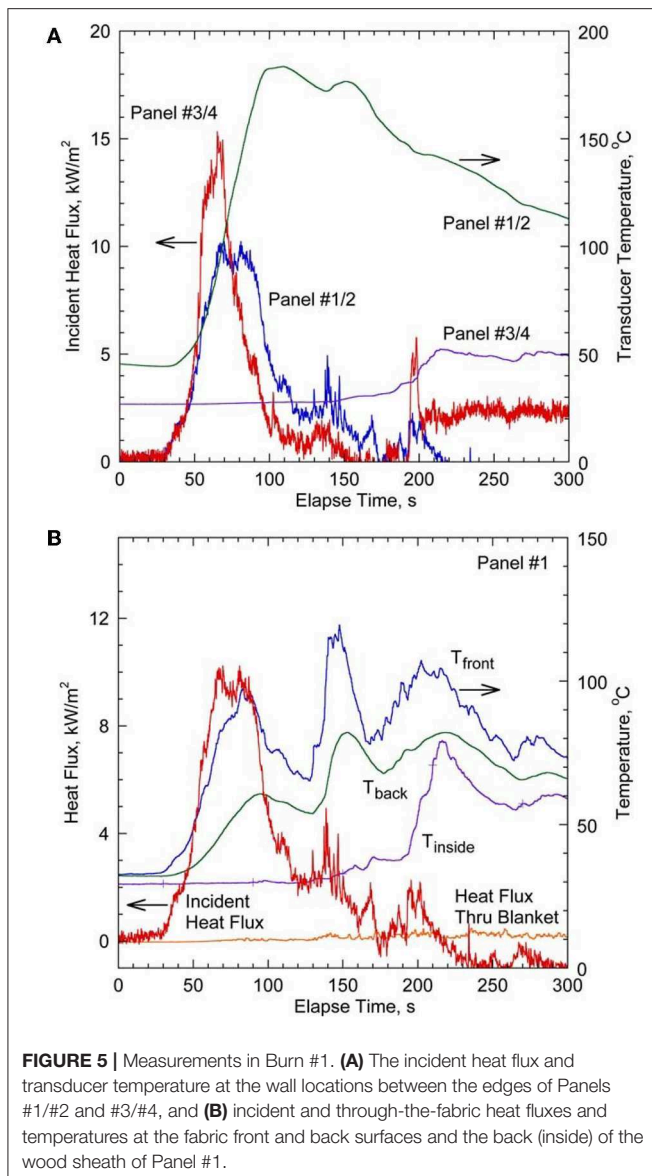 A
20
15
10
5
0
Incident Heat Flux, kW/m2
200
150
100
50
0
Transducer Temperature, oC
Panel #3/4
Panel #1/2
Panel #1/2
Panel #3/4
0 50 100 150 200 250 300
Elapse Time, s
B
Panel #1
12
8
4
0
Heat Flux, kW/m2
150
100
50
0
Temperature, oC
Tfront
Tback
Tinside
Incident
Heat Flux
Heat Flux
Thru Blanket
0 50 100 150 200 250 300
Elapse Time, s
FIGURE 5 | Measurements in Burn #1. (A) The incident heat flux and
transducer temperature at the wall locations between the edges of Panels
#1/#2 and #3/#4, and (B) incident and through-the-fabric heat fluxes and
temperatures at the fabric front and back surfaces and the back (inside) of the
wood sheath of Panel #1.